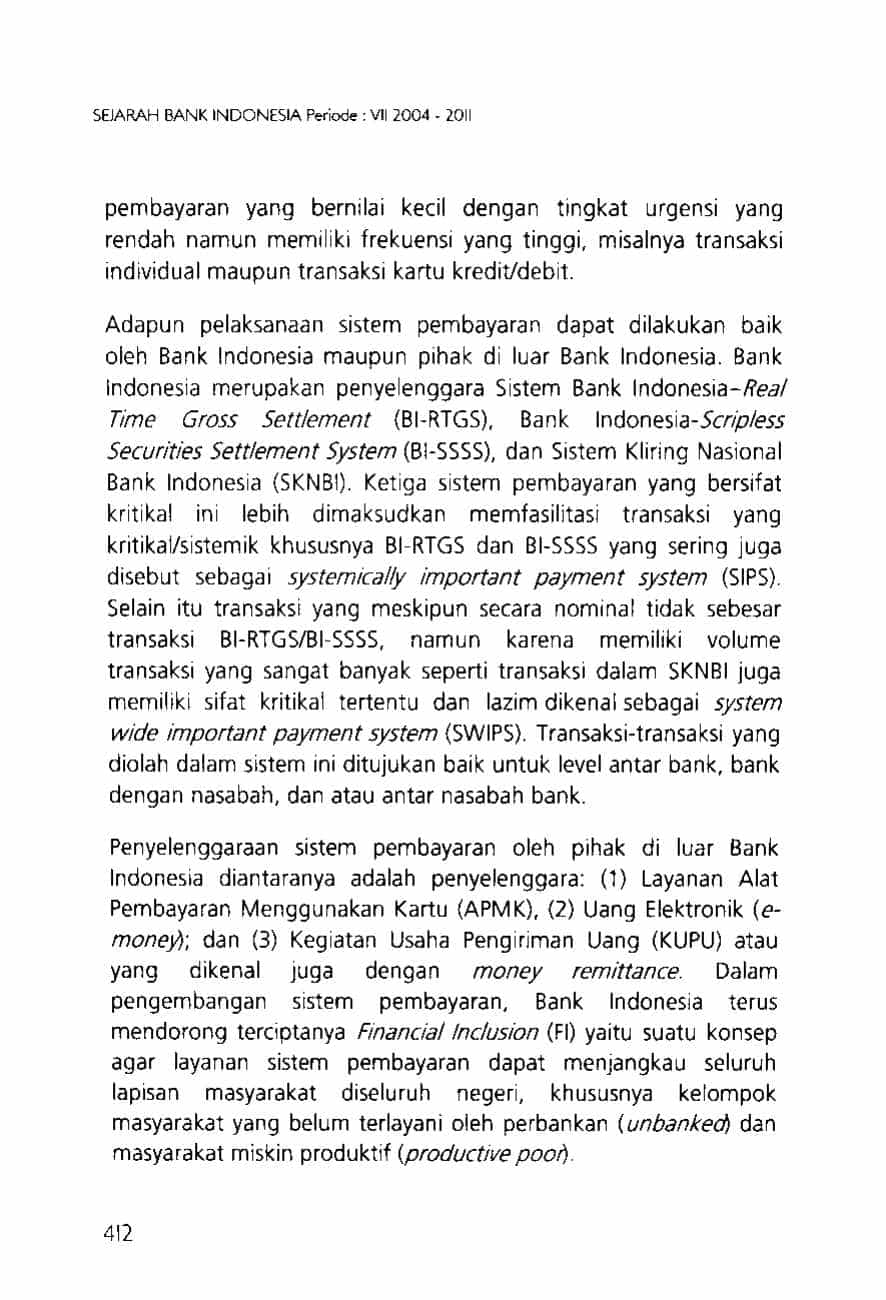 SEJARAH BANK INDONESIA Periode : VII 2004 - 2011
pembayaran yang bernilai kecil dengan tingkat urgensi yang
rendah namun memiliki frekuensi yang tinggi, misalnya transaksi
individual maupun transaksi kartu kredit/debit.
Adapun pelaksanaan sistem pembayaran dapat dilakukan baik
oleh Bank Indonesia maupun pihak di luar Bank Indonesia. Bank
Indonesia merupakan penyelenggara Sistem Bank Indonesia-Real
Time Gross Settlement (BI-RTGS), Bank Indonesia-Scripless
Securities Settlement System (BI-SSSS), dan Sistem Kliring Nasional
Bank Indonesia (SKNBI). Ketiga sistem pembayaran yang bersifat
kritikal ini lebih dimaksudkan memfasilitasi transaksi yang
kritikal/sistemik khususnya BI-RTGS dan BI-SSSS yang sering juga
disebut sebagai systemically important payment system (SIPS).
Selain itu transaksi yang meskipun secara nominal tidak sebesar
transaksi BI-RTGS/BI-SSSS, namun karena memiliki volume
transaksi yang sangat banyak seperti transaksi dalam SKNBI juga
memiliki sifat kritikal tertentu dan lazim dikenal sebagai system
wide important payment system (SWIPS). Transaksi-transaksi yang
diolah dalam sistem ini ditujukan baik untuk level antar bank, bank
dengan nasabah, dan atau antar nasabah bank.
Penyelenggaraan sistem pembayaran oleh pihak di luar Bank
Indonesia diantaranya adalah penyelenggara: (1) Layanan Alat
Pembayaran Menggunakan Kartu (APMK), (2) Uang Elektronik (e-
money); dan (3) Kegiatan Usaha Pengiriman Uang (KUPU) atau
yang dikenal juga dengan money remittance. Dalam
pengembangan sistem pembayaran, Bank Indonesia terus
mendorong terciptanya Financial Inclusion (FI) yaitu suatu konsep
agar layanan sistem pembayaran dapat menjangkau seluruh
lapisan masyarakat diseluruh negeri, khususnya kelompok
masyarakat yang belum terlayani oleh perbankan (unbanked) dan
masyarakat miskin produktif (productive poor).
412